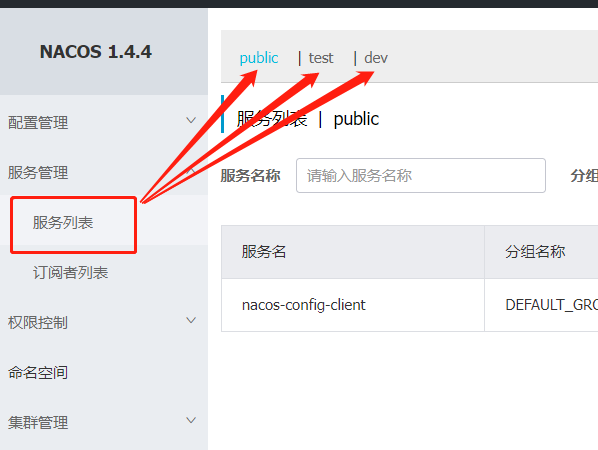 NACOS 1.4.4
配置管理
服务管理
服务列表
订阅者列表
权限控制
命名空间
集群管理
public | test | dev
服务列表 | public
服务名称 请输入服务名称 分组
服务名 分组名称
nacos-config-client DEFAULT_GRO